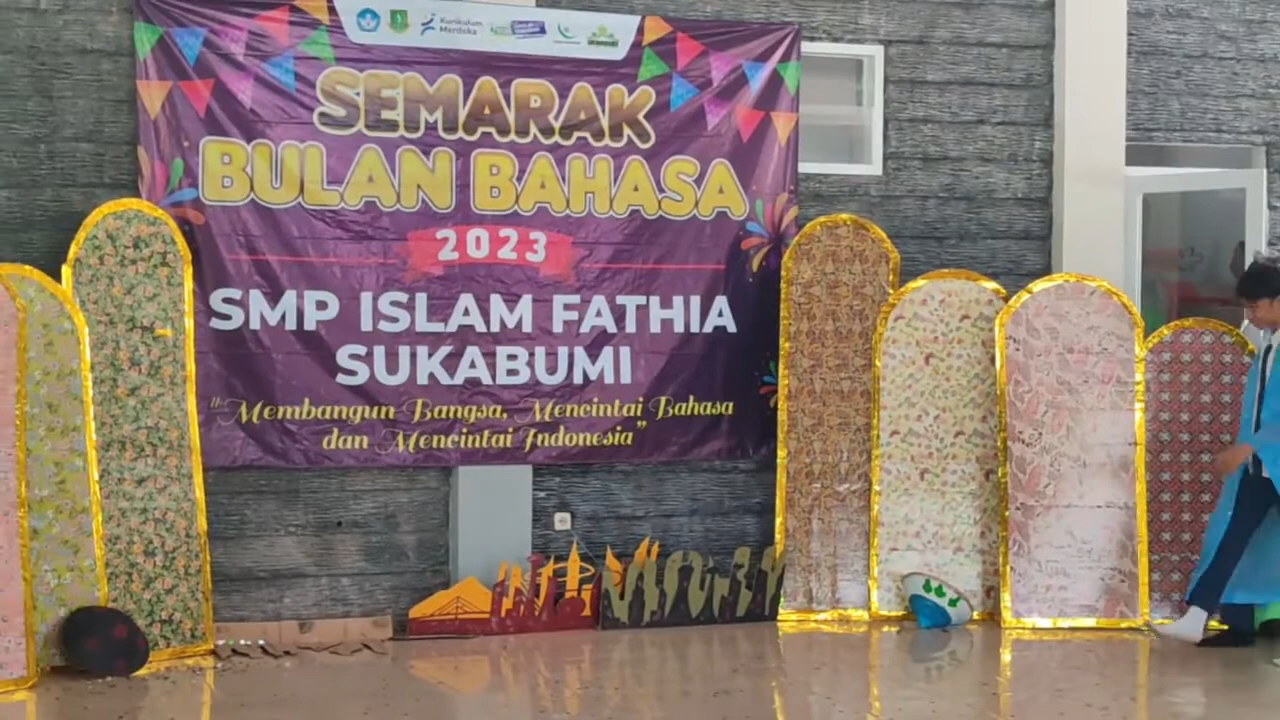 Kurikulum
Merdeka
SEMARAK
BULAN BAHASA
2023
SMP ISLAM FATHIA
SUKABUMI
"Membangun Bangsa, Mencintai Bahasa
dan Mencintai Indonesia"